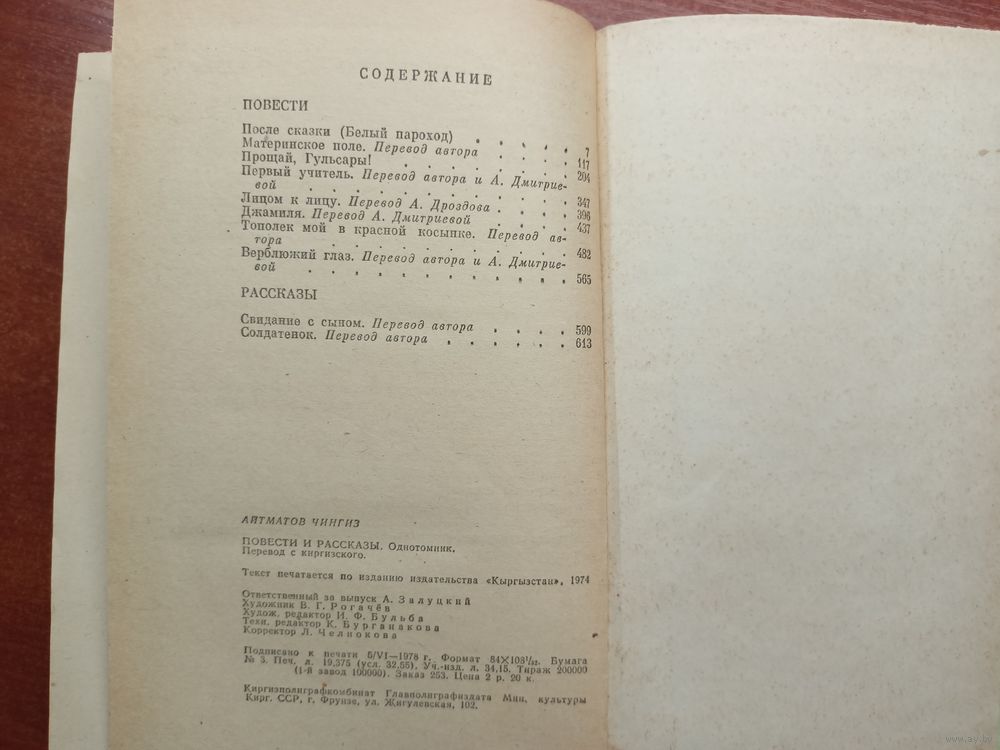 СОДЕРЖАНИЕ
ПОВЕСТИ
После сказки (Белый пароход) . . . . . 7
Материнское поле. Перевод автора . . . . 117
Прощай, Гульсары! . . . . . . . 204
Первый учитель. Перевод автора и А. Дмитрие-
вой . . . . . . . . . . . 347
Лицом к лицу. Перевод А. Дроздова . . . . 396
Джамиля. Перевод А. Дмитриевой . . . . 437
Тополек мой в красной косынке. Перевод ав-
тора . . . . . . . . . . . 482
Верблюжий глаз. Перевод автора и А. Дмитрие-
вой . . . . . . . . . . . 565
РАССКАЗЫ
Свидание с сыном. Перевод автора . . . . 599
Солдатенок. Перевод автора . . . . . . 613
АЙТМАТОВ ЧИНГИЗ
ПОВЕСТИ И РАССКАЗЫ. Однотомник.
Перевод с киргизского.
Текст печатается по изданию издательства «Кыргызстан», 1974
Ответственный за выпуск А. Залуцкий
Художник В. Г. Рогачёв
Худож. редактор И. Ф. Бульба
Техн. редактор К. Бурганакова
Корректор Л. Челнокова
Подписано к печати 5/VI—1978 г. Формат 84×108¹/₃₂. Бумага
№ 3. Печ. л. 19,375 (усл. 32,55). Уч.-изд. л. 34,15. Тираж 200000
(1-й завод 100000). Заказ 253. Цена 2 р. 20 к.
Киргизполиграфкомбинат Главполиграфиздата Мин. культуры
Кирг. ССР, г. Фрунзе, ул. Жигулевская, 102.
www.ay.by